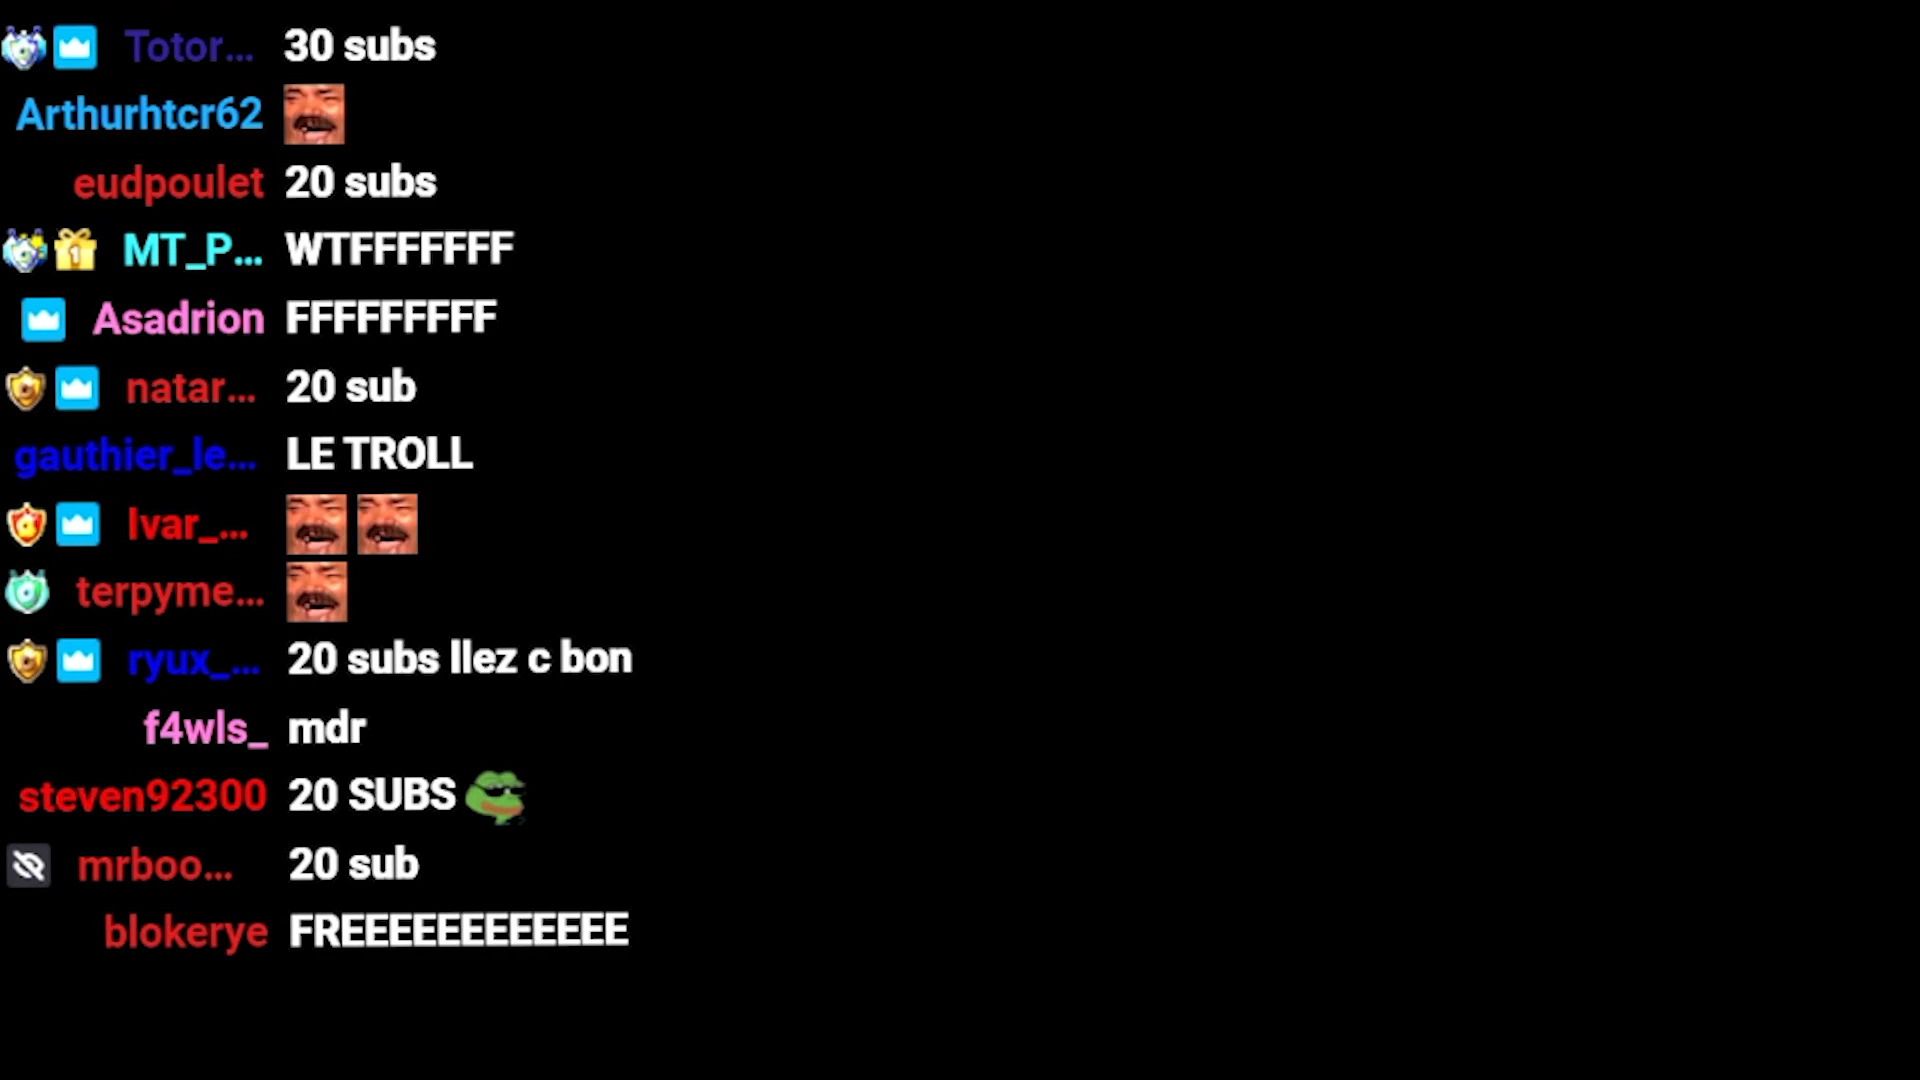 Totor... 30 subs
Arthurhtcr62
eudpoulet 20 subs
MT_P... WTFFFFFFF
Asadrion FFFFFFFFF
natar... 20 sub
gauthier_le... LE TROLL
Ivar_...
terpyme...
ryux_... 20 subs llez c bon
f4wls_ mdr
steven92300 20 SUBS
mrboo... 20 sub
blokerye FREEEEEEEEEEEE